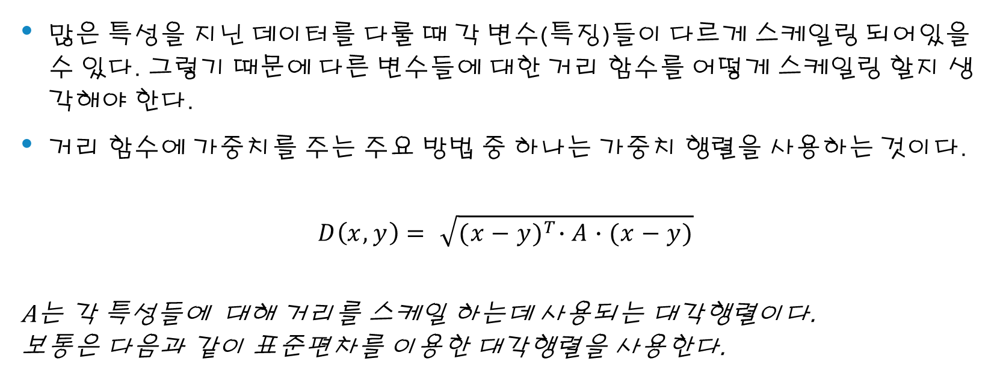 • 많은 특성을 지닌 데이터를 다룰 때 각 변수(특징)들이 다르게 스케일링 되어있을
수 있다. 그렇기 때문에 다른 변수들에 대한 거리 함수를 어떻게 스케일링 할지 생
각해야 한다.
• 거리 함수에 가중치를 주는 주요 방법 중 하나는 가중치 행렬을 사용하는 것이다.
D(x, y) = √(x − y)ᵀ · A · (x − y)
A는 각 특성들에 대해 거리를 스케일 하는데 사용되는 대각행렬이다.
보통은 다음과 같이 표준편차를 이용한 대각행렬을 사용한다.